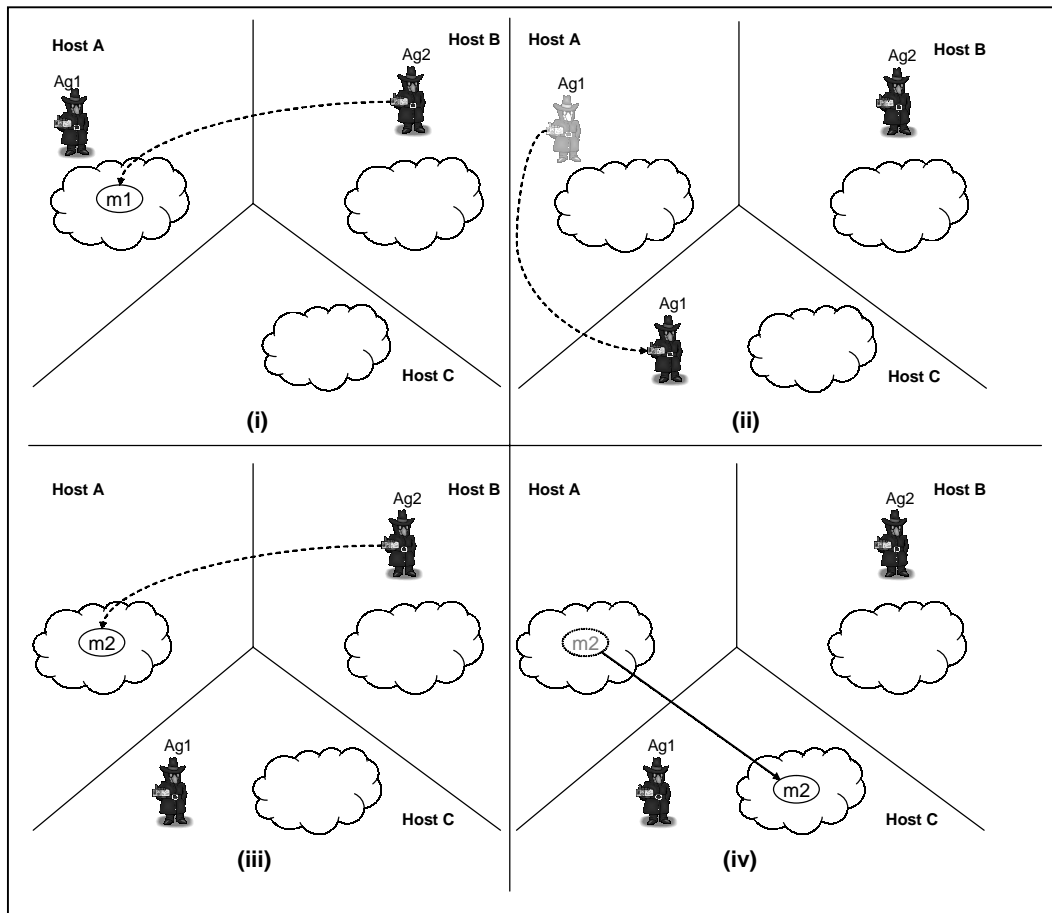 Host A
Host B
Ag1
Ag2
m1
Host C
(i)
Host A
Host B
Ag1
Ag2
Ag1
Host C
(ii)
Host A
Host B
Ag2
m2
Ag1
Host C
(iii)
Host A
Host B
Ag2
m2
Ag1
m2
Host C
(iv)